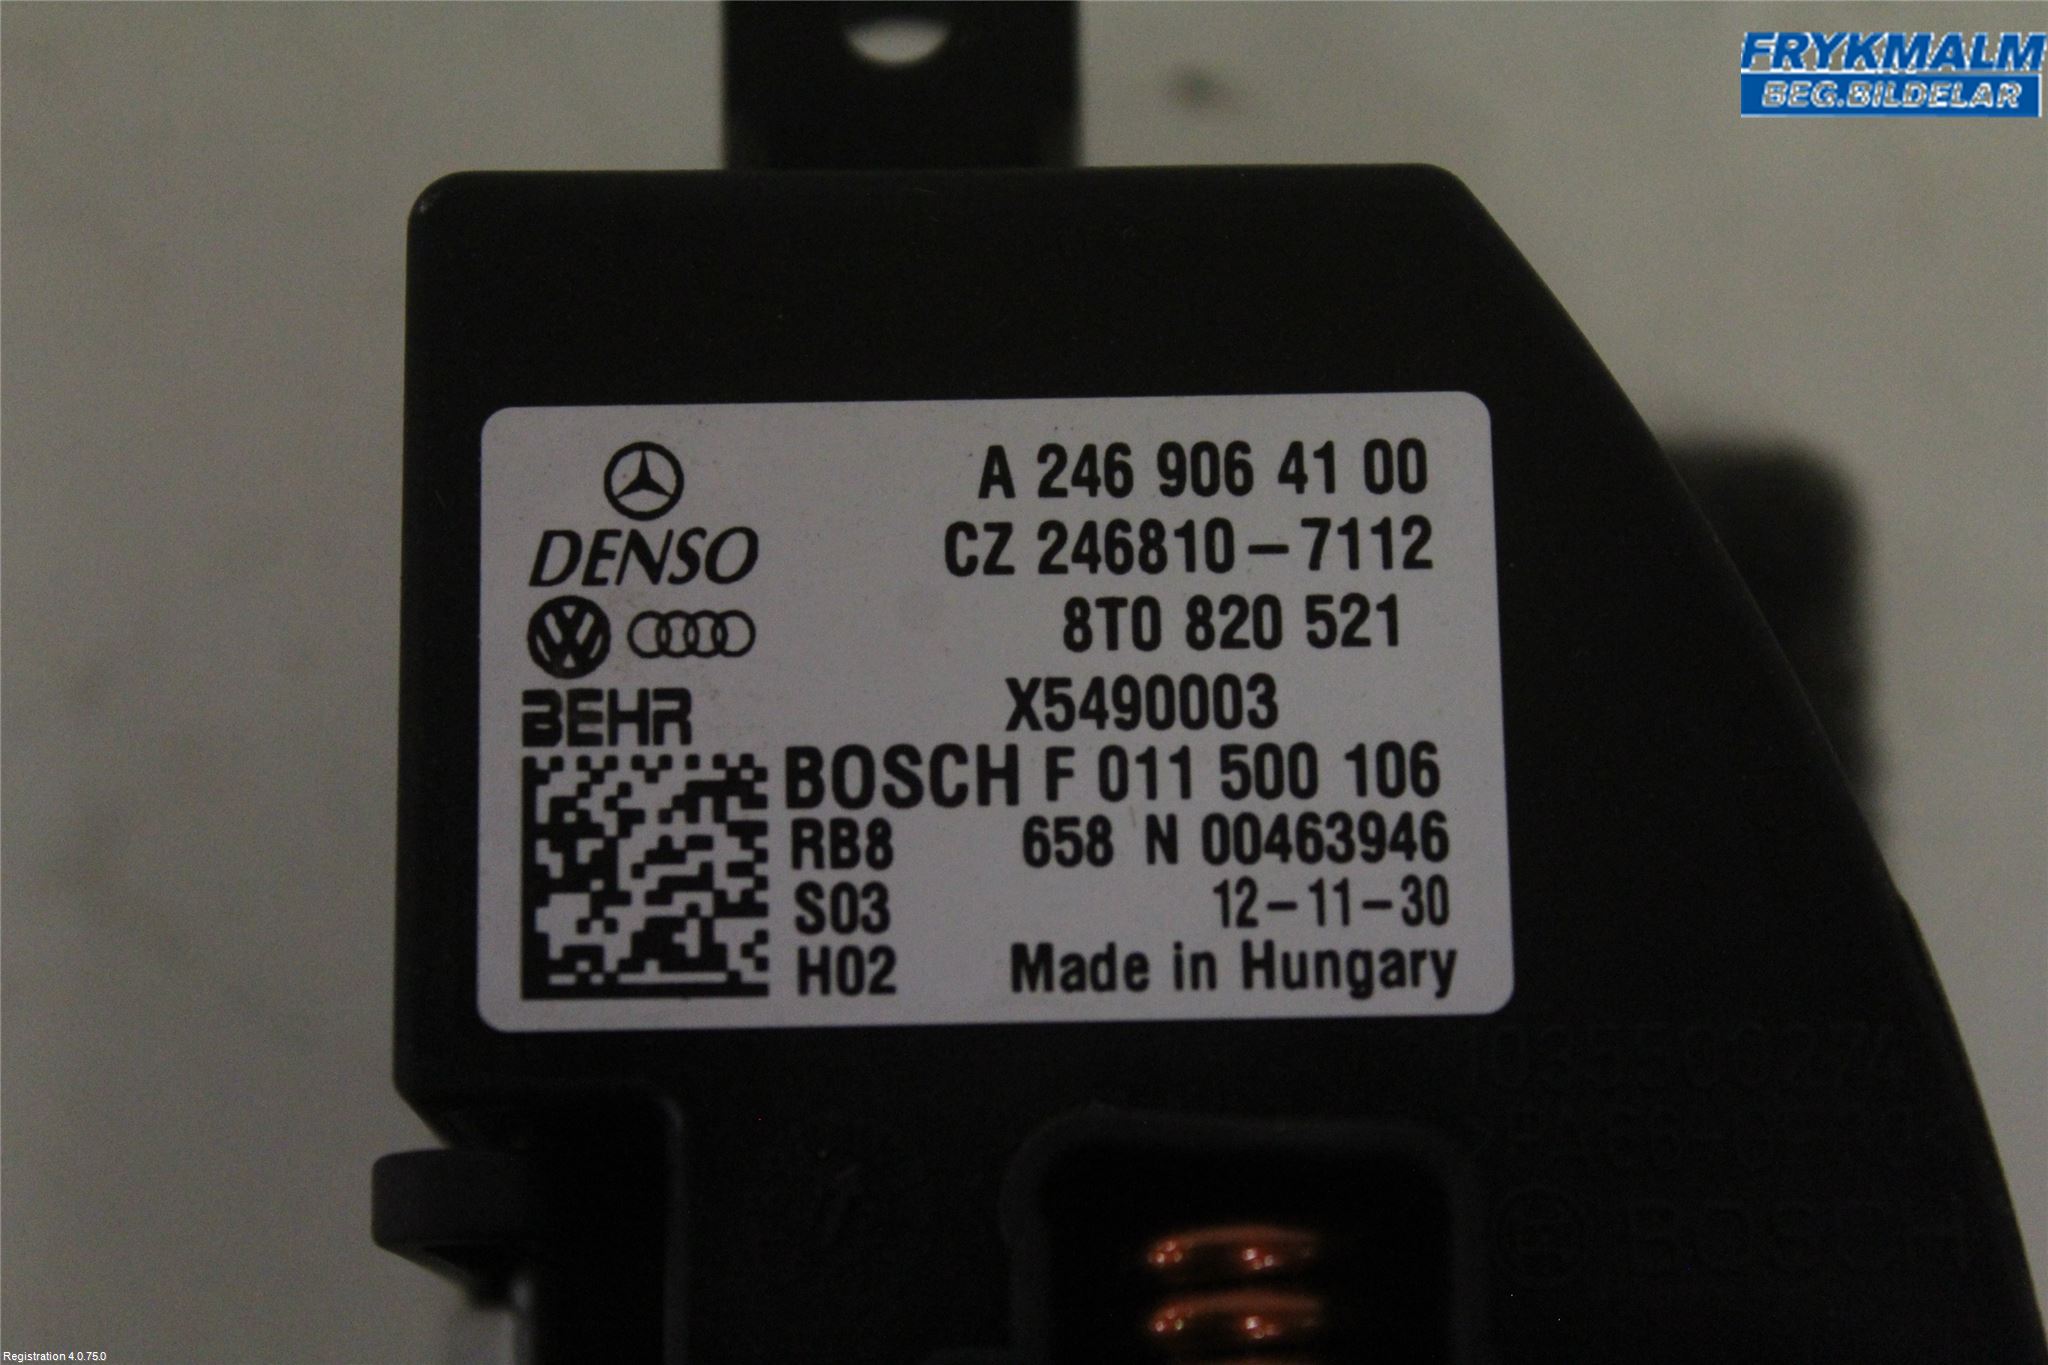 FRYKMALM
BEG.BILDELAR
A 246 906 41 00
DENSO CZ 246810-7112
8T0 820 521
BEHR X5490003
BOSCH F 011 500 106
RB8 658 N 00463946
S03 12-11-30
H02 Made in Hungary
BOSCH
Registration 4.0.75.0